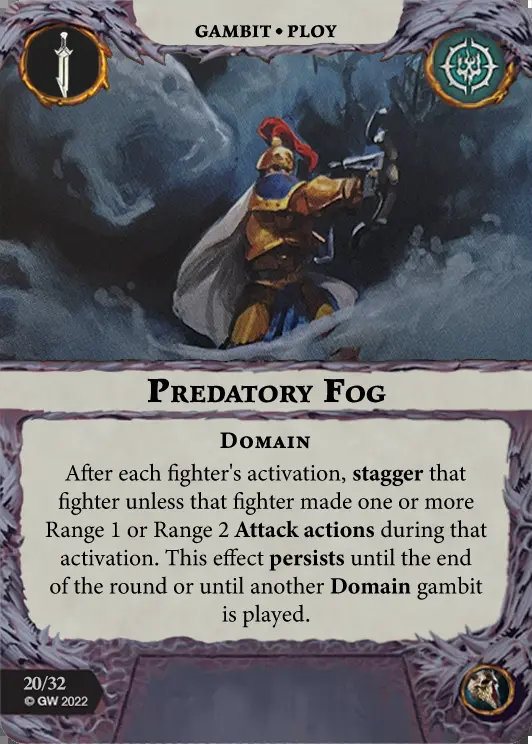 GAMBIT • PLOY
PREDATORY FOG
DOMAIN
After each fighter's activation, stagger that
fighter unless that fighter made one or more
Range 1 or Range 2 Attack actions during that
activation. This effect persists until the end
of the round or until another Domain gambit
is played.
20/32
© GW 2022